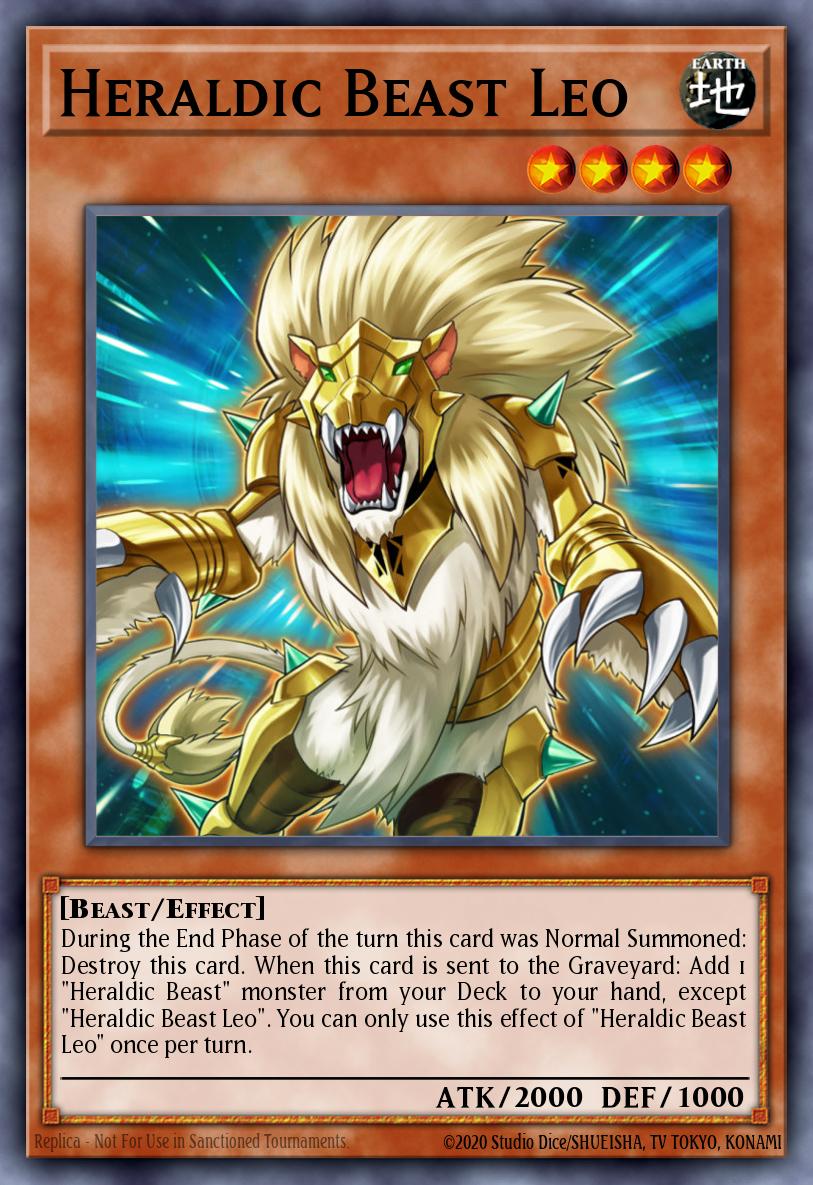 Heraldic Beast Leo
EARTH
地
[Beast/Effect]
During the End Phase of the turn this card was Normal Summoned:
Destroy this card. When this card is sent to the Graveyard: Add 1
"Heraldic Beast" monster from your Deck to your hand, except
"Heraldic Beast Leo". You can only use this effect of "Heraldic Beast
Leo" once per turn.
ATK/2000 DEF/1000
Replica - Not For Use in Sanctioned Tournaments.
©2020 Studio Dice/SHUEISHA, TV TOKYO, KONAMI